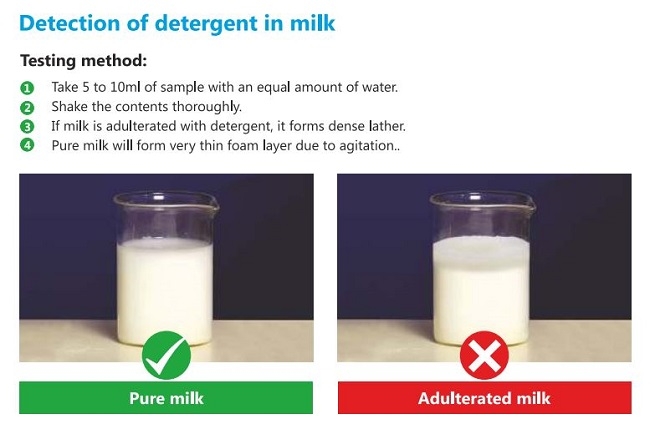 Detection of detergent in milk
Testing method:
1 Take 5 to 10ml of sample with an equal amount of water.
2 Shake the contents thoroughly.
3 If milk is adulterated with detergent, it forms dense lather.
4 Pure milk will form very thin foam layer due to agitation..
Pure milk
Adulterated milk